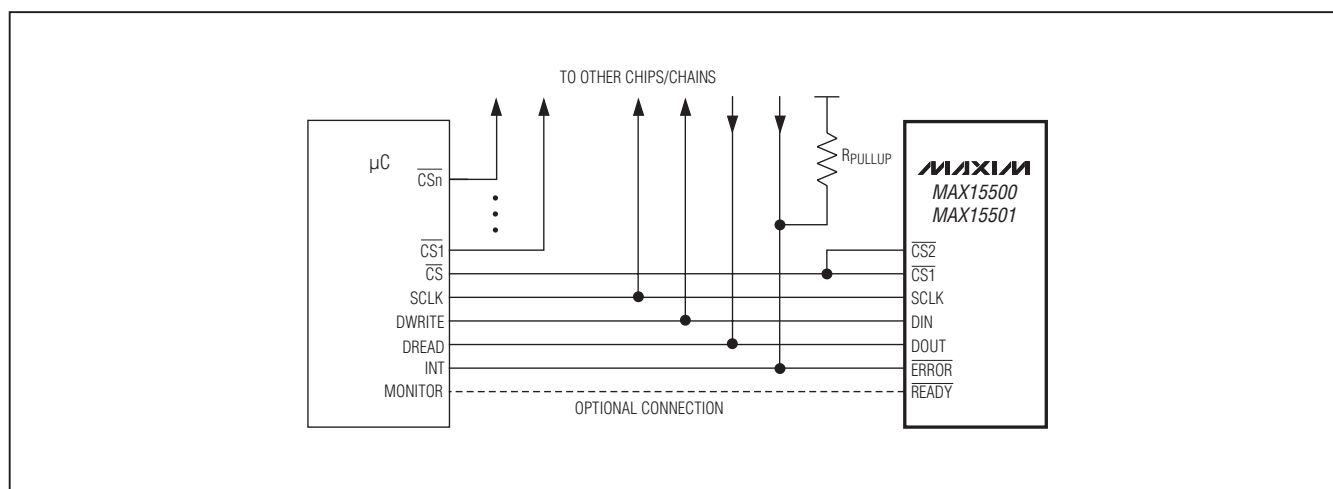 TO OTHER CHIPS/CHAINS
µC
CSn
CS1
CS
SCLK
DWRITE
DREAD
INT
MONITOR
OPTIONAL CONNECTION
RPULLUP
MAXIM
MAX15500
MAX15501
CS2
CS1
SCLK
DIN
DOUT
ERROR
READY